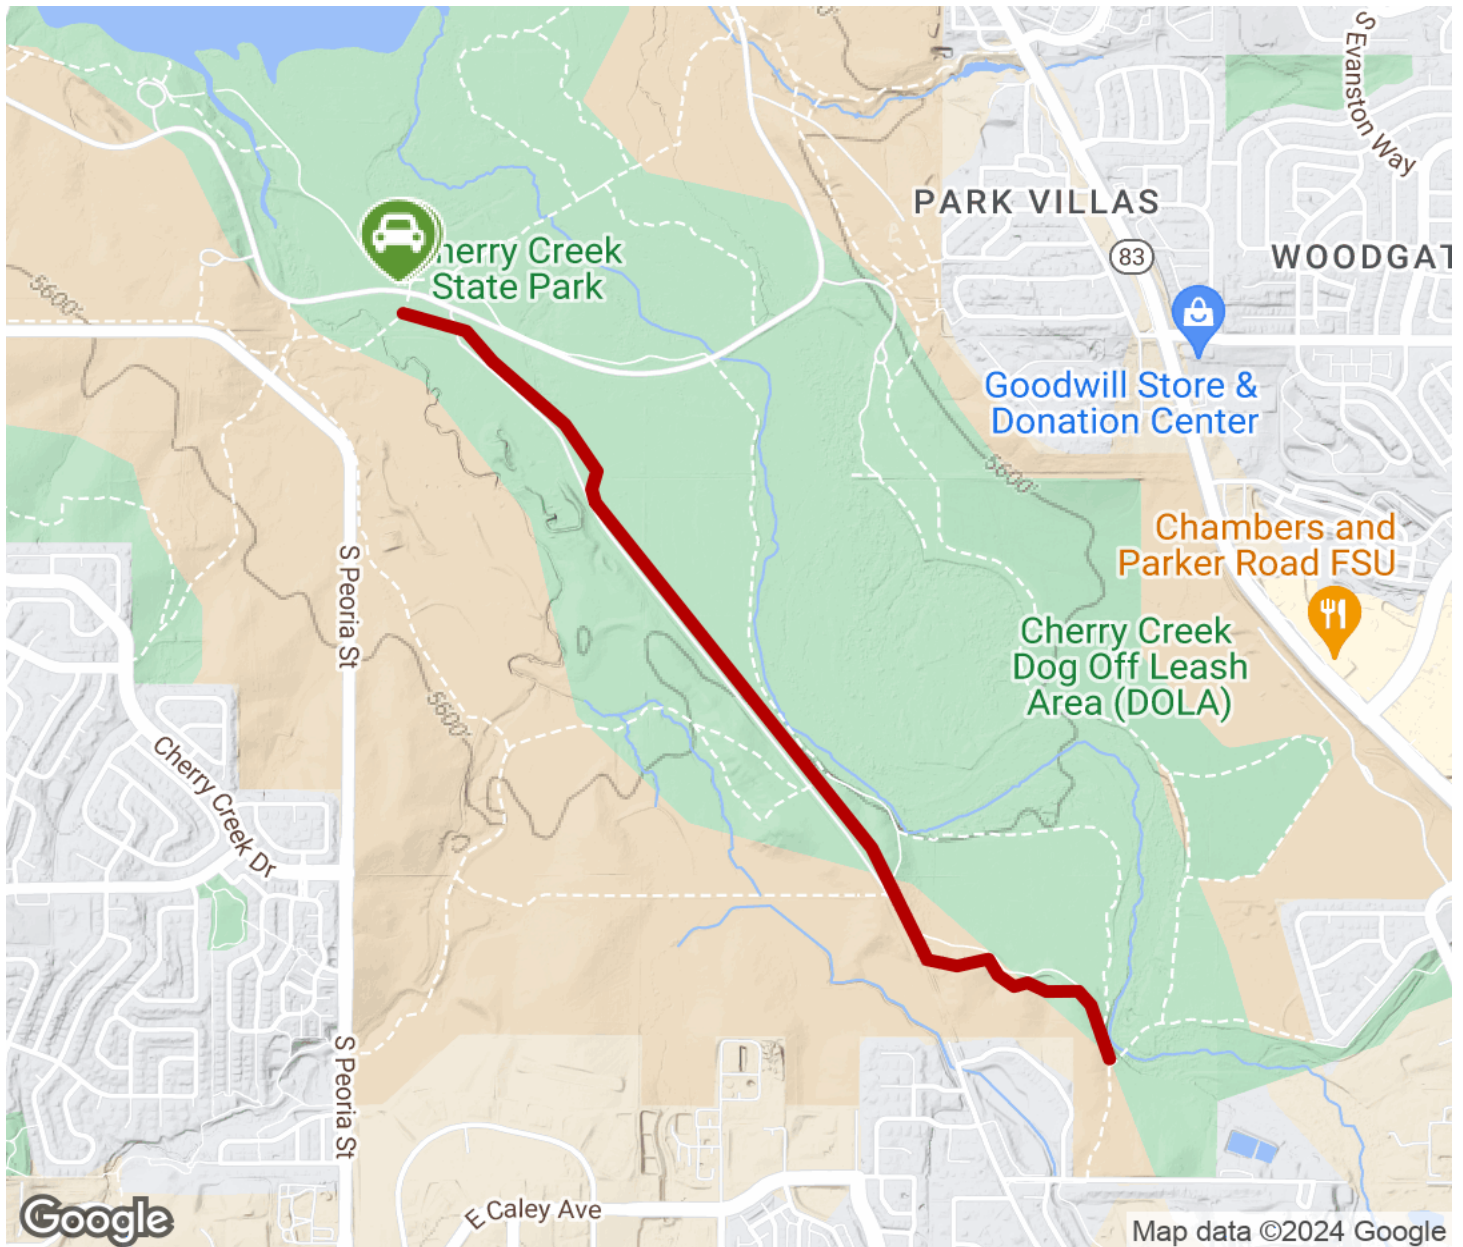 S Evanston Way
PARK VILLAS
83
WOODGAT
herry Creek
State Park
5600'
Goodwill Store &
Donation Center
5600'
Chambers and
Parker Road FSU
S Peoria St
Cherry Creek
Dog Off Leash
Area (DOLA)
5600'
Cherry Creek Dr
S Peoria St
E Caley Ave
Google
Map data ©2024 Google